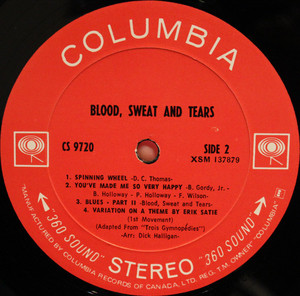 COLUMBIA
BLOOD, SWEAT AND TEARS
CS 9720
SIDE 2
XSM 137879
1. SPINNING WHEEL -D. C. Thomas-
2. YOU'VE MADE ME SO VERY HAPPY -B. Gordy, Jr.-
B. Holloway - P. Holloway - F. Wilson-
3. BLUES - PART II -Blood, Sweat and Tears-
4. VARIATION ON A THEME BY ERIK SATIE
(1st Movement)
(Adapted From "Trois Gymnopédies")
-Arr: Dick Halligan-
"360 SOUND" STEREO "360 SOUND"
MANUFACTURED BY COLUMBIA RECORDS OF CANADA, LTD. REG. T.M. OWNER "COLUMBIA"